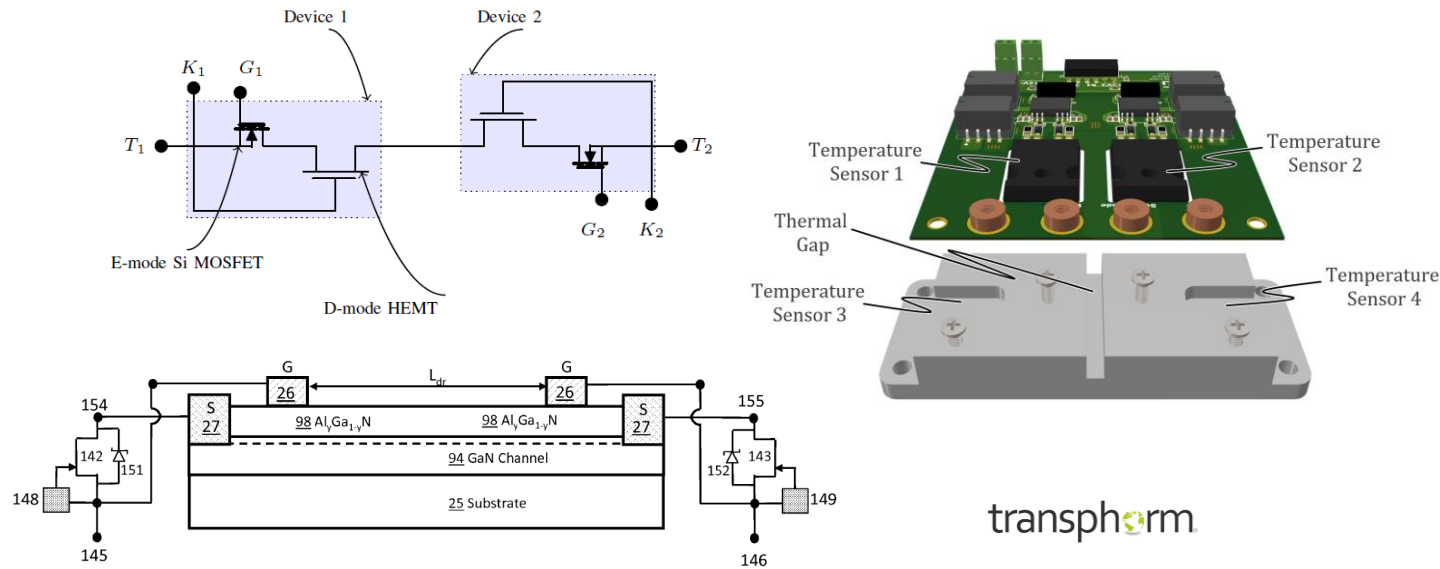 Device 1
Device 2
K1
G1
T1
T2
G2
K2
E-mode Si MOSFET
D-mode HEMT
Temperature
Sensor 1
Temperature
Sensor 2
Thermal
Gap
Temperature
Sensor 3
Temperature
Sensor 4
G
26
Ldr
G
26
154
S
27
98 AlyGa1-yN
98 AlyGa1-yN
S
27
155
142
151
94 GaN Channel
152
143
148
25 Substrate
149
145
146
transphorm